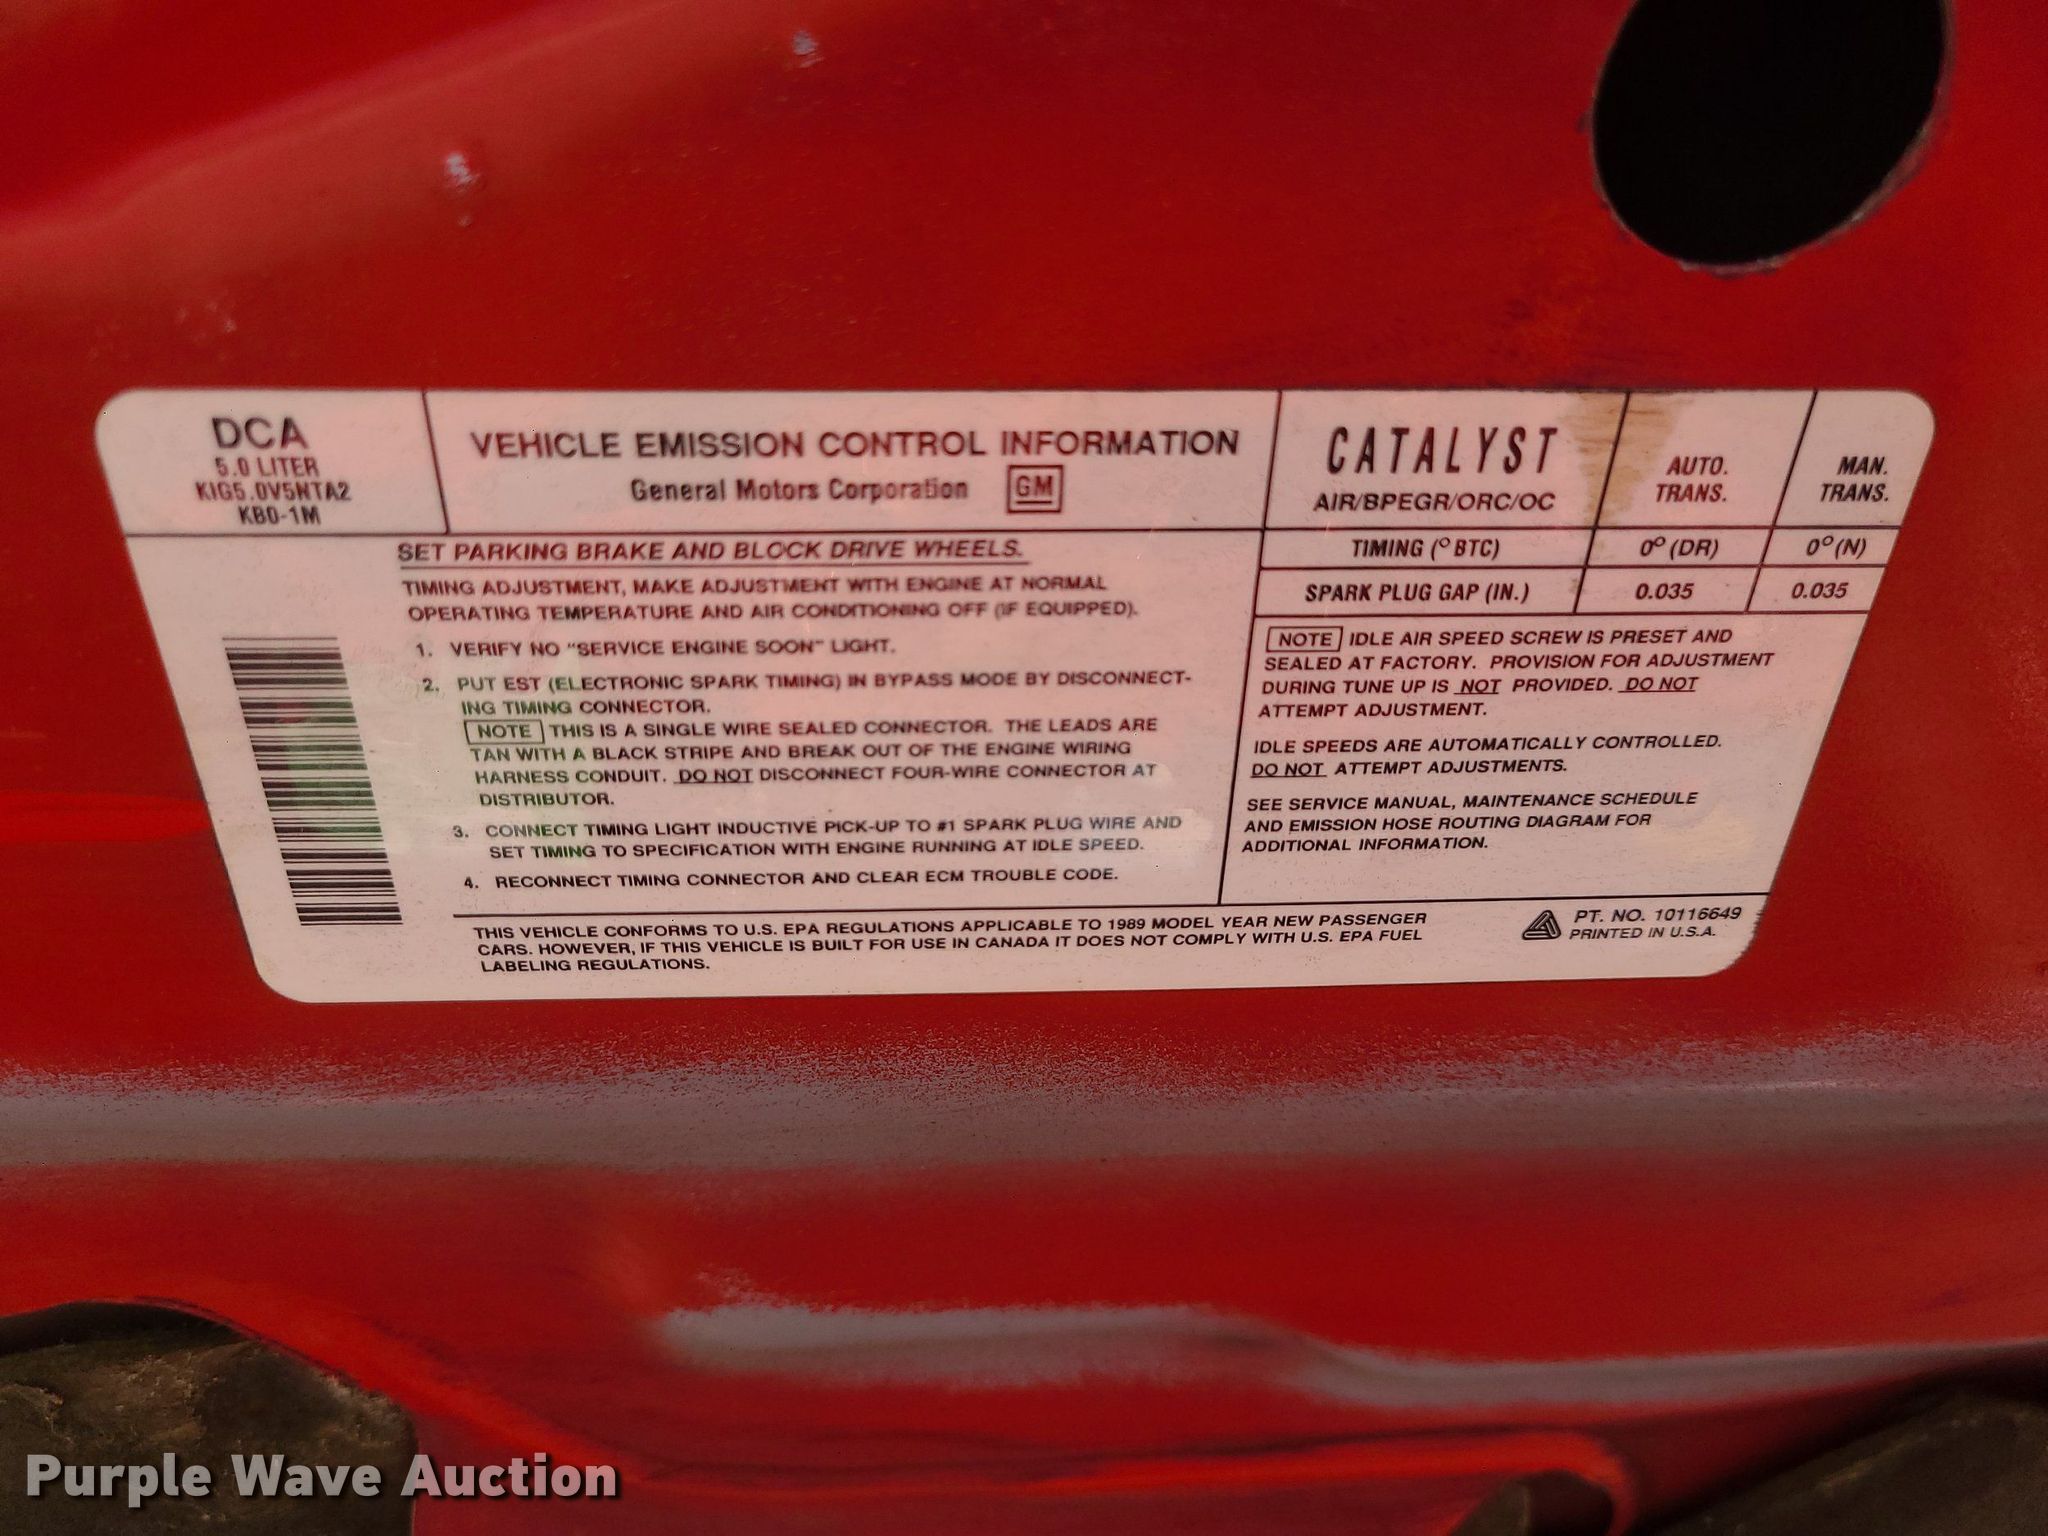 DCA
5.0 LITER
K1G5.0V5NTA2
KB0-1M
VEHICLE EMISSION CONTROL INFORMATION
General Motors Corporation GM
CATALYST
AIR/BPEGR/ORC/OC
AUTO.
TRANS.
MAN.
TRANS.
TIMING (°BTC) 0° (DR) 0° (N)
SPARK PLUG GAP (IN.) 0.035 0.035
SET PARKING BRAKE AND BLOCK DRIVE WHEELS.
TIMING ADJUSTMENT, MAKE ADJUSTMENT WITH ENGINE AT NORMAL
OPERATING TEMPERATURE AND AIR CONDITIONING OFF (IF EQUIPPED).
1. VERIFY NO "SERVICE ENGINE SOON" LIGHT.
2. PUT EST (ELECTRONIC SPARK TIMING) IN BYPASS MODE BY DISCONNECT-
ING TIMING CONNECTOR.
NOTE THIS IS A SINGLE WIRE SEALED CONNECTOR. THE LEADS ARE
TAN WITH A BLACK STRIPE AND BREAK OUT OF THE ENGINE WIRING
HARNESS CONDUIT. DO NOT DISCONNECT FOUR-WIRE CONNECTOR AT
DISTRIBUTOR.
3. CONNECT TIMING LIGHT INDUCTIVE PICK-UP TO #1 SPARK PLUG WIRE AND
SET TIMING TO SPECIFICATION WITH ENGINE RUNNING AT IDLE SPEED.
4. RECONNECT TIMING CONNECTOR AND CLEAR ECM TROUBLE CODE.
NOTE IDLE AIR SPEED SCREW IS PRESET AND
SEALED AT FACTORY. PROVISION FOR ADJUSTMENT
DURING TUNE UP IS NOT PROVIDED. DO NOT
ATTEMPT ADJUSTMENT.
IDLE SPEEDS ARE AUTOMATICALLY CONTROLLED.
DO NOT ATTEMPT ADJUSTMENTS.
SEE SERVICE MANUAL, MAINTENANCE SCHEDULE
AND EMISSION HOSE ROUTING DIAGRAM FOR
ADDITIONAL INFORMATION.
THIS VEHICLE CONFORMS TO U.S. EPA REGULATIONS APPLICABLE TO 1989 MODEL YEAR NEW PASSENGER
CARS. HOWEVER, IF THIS VEHICLE IS BUILT FOR USE IN CANADA IT DOES NOT COMPLY WITH U.S. EPA FUEL
LABELING REGULATIONS.
PT. NO. 10116649
PRINTED IN U.S.A.
Purple Wave Auction